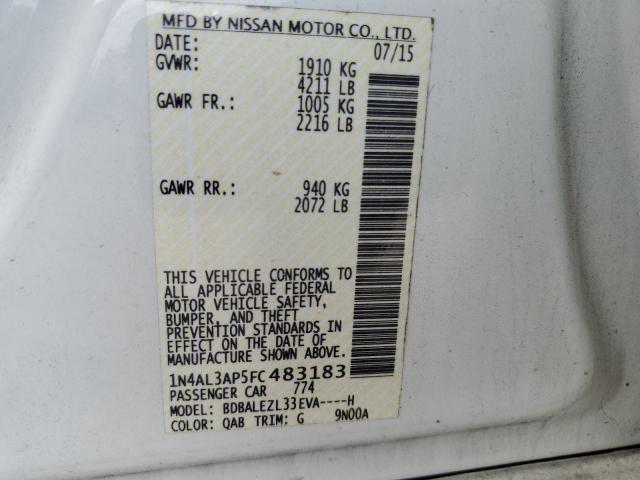 MFD BY NISSAN MOTOR CO., LTD.
DATE: 07/15
GVWR: 1910 KG
4211 LB
GAWR FR.: 1005 KG
2216 LB
GAWR RR.: 940 KG
2072 LB
THIS VEHICLE CONFORMS TO
ALL APPLICABLE FEDERAL
MOTOR VEHICLE SAFETY,
BUMPER, AND THEFT
PREVENTION STANDARDS IN
EFFECT ON THE DATE OF
MANUFACTURE SHOWN ABOVE.
1N4AL3AP5FC483183
PASSENGER CAR 774
MODEL: BDBALEZL33EVA----H
COLOR: QAB TRIM: G 9N00A